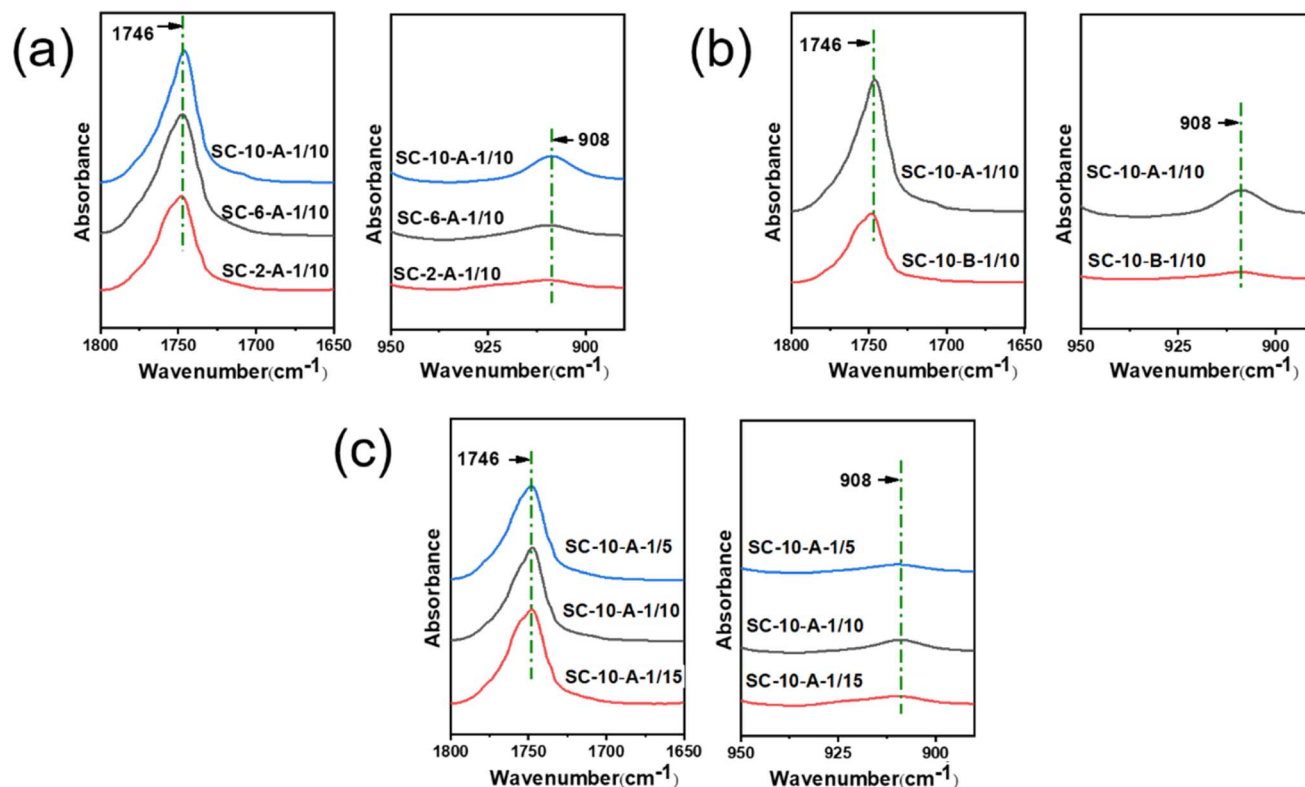 (a)
1746
SC-10-A-1/10
SC-6-A-1/10
SC-2-A-1/10
Absorbance
1800 1750 1700 1650
Wavenumber(cm-1)
908
SC-10-A-1/10
SC-6-A-1/10
SC-2-A-1/10
Absorbance
950 925 900
Wavenumber(cm-1)
(b)
1746
SC-10-A-1/10
SC-10-B-1/10
Absorbance
1800 1750 1700 1650
Wavenumber(cm-1)
908
SC-10-A-1/10
SC-10-B-1/10
Absorbance
950 925 900
Wavenumber(cm-1)
(c)
1746
SC-10-A-1/5
SC-10-A-1/10
SC-10-A-1/15
Absorbance
1800 1750 1700 1650
Wavenumber(cm-1)
908
SC-10-A-1/5
SC-10-A-1/10
SC-10-A-1/15
Absorbance
950 925 900
Wavenumber(cm-1)